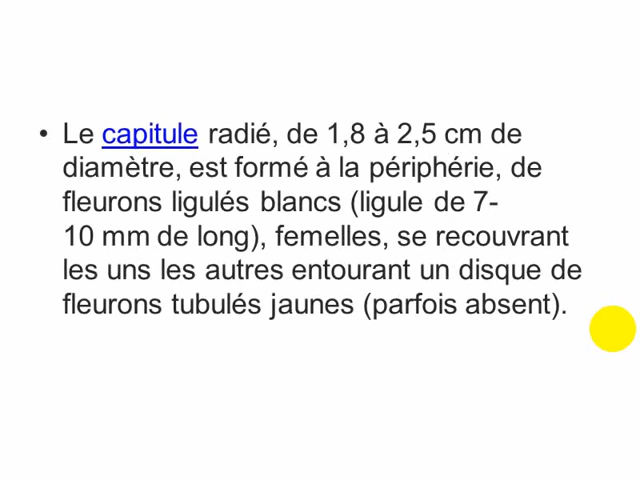 • Le capitule radié, de 1,8 à 2,5 cm de
diamètre, est formé à la périphérie, de
fleurons ligulés blancs (ligule de 7-
10 mm de long), femelles, se recouvrant
les uns les autres entourant un disque de
fleurons tubulés jaunes (parfois absent).